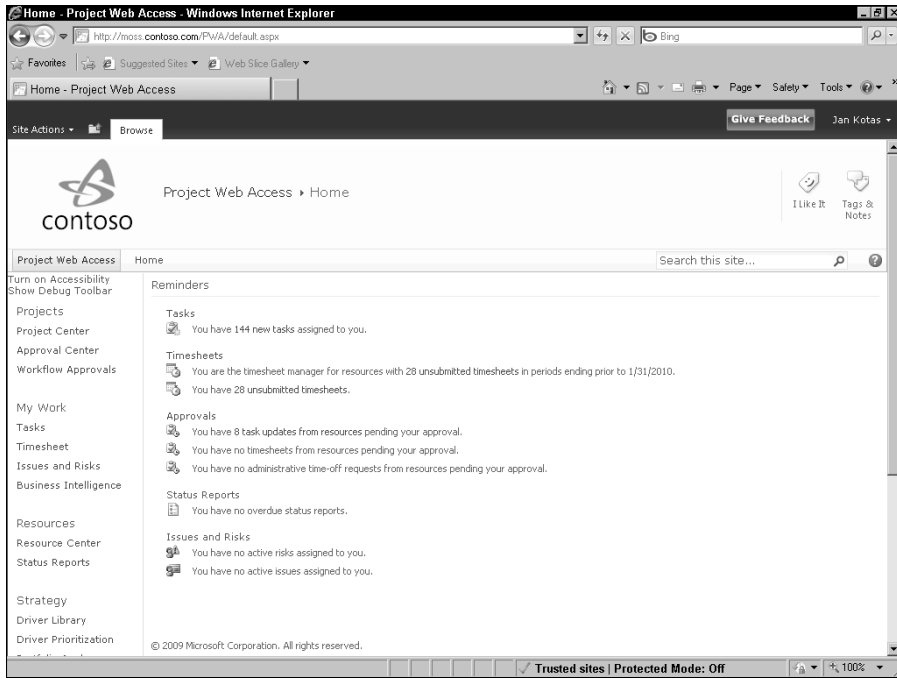 Home - Project Web Access - Windows Internet Explorer
http://moss.contoso.com/PWA/default.aspx
Bing
Favorites Suggested Sites Web Slice Gallery
Home - Project Web Access
Page Safety Tools
Site Actions Browse Give Feedback Jan Kotas
contoso
Project Web Access Home
I Like It Tags & Notes
Project Web Access Home Search this site...
Turn on Accessibility
Show Debug Toolbar
Projects
Project Center
Approval Center
Workflow Approvals
My Work
Tasks
Timesheet
Issues and Risks
Business Intelligence
Resources
Resource Center
Status Reports
Strategy
Driver Library
Driver Prioritization
Reminders
Tasks
You have 144 new tasks assigned to you.
Timesheets
You are the timesheet manager for resources with 28 unsubmitted timesheets in periods ending prior to 1/31/2010.
You have 28 unsubmitted timesheets.
Approvals
You have 8 task updates from resources pending your approval.
You have no timesheets from resources pending your approval.
You have no administrative time-off requests from resources pending your approval.
Status Reports
You have no overdue status reports.
Issues and Risks
You have no active risks assigned to you.
You have no active issues assigned to you.
© 2009 Microsoft Corporation. All rights reserved.
Trusted sites | Protected Mode: Off 100%